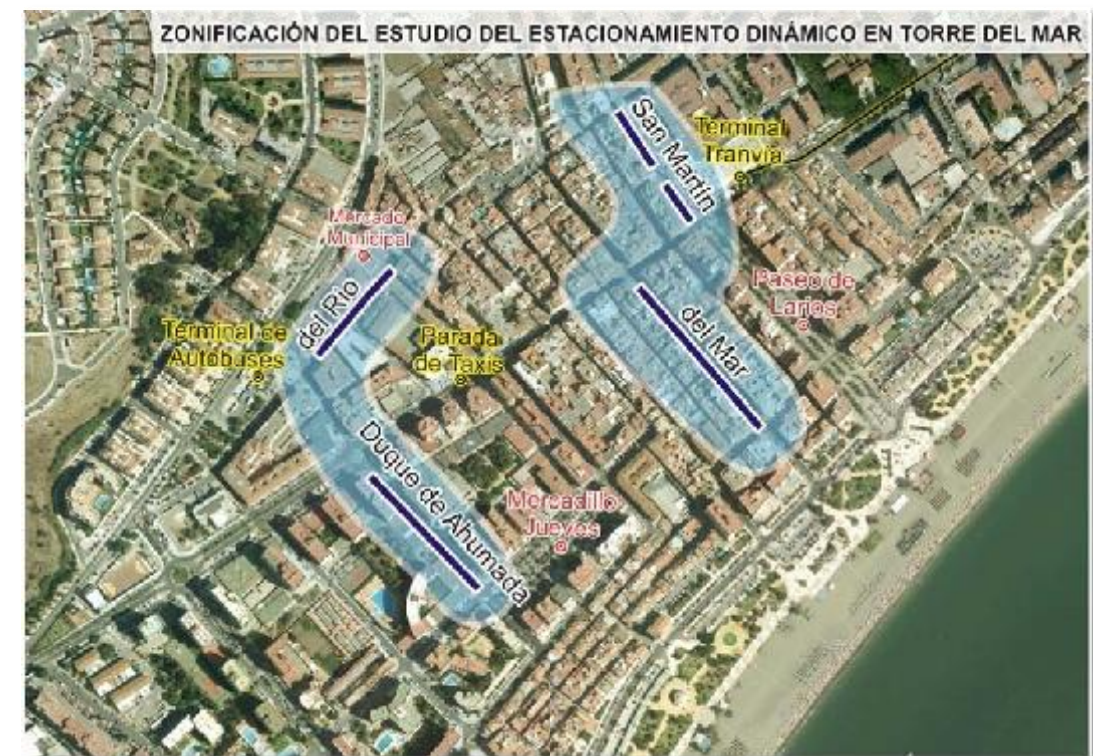 ZONIFICACIÓN DEL ESTUDIO DEL ESTACIONAMIENTO DINÁMICO EN TORRE DEL MAR
San Martín
Terminal
Tranvía
Mercado
Municipal
del Rio
Terminal de
Autobuses
Parada
de Taxis
Paseo de
Larios
del Mar
Duque de Ahumada
Mercadillo
Jueves